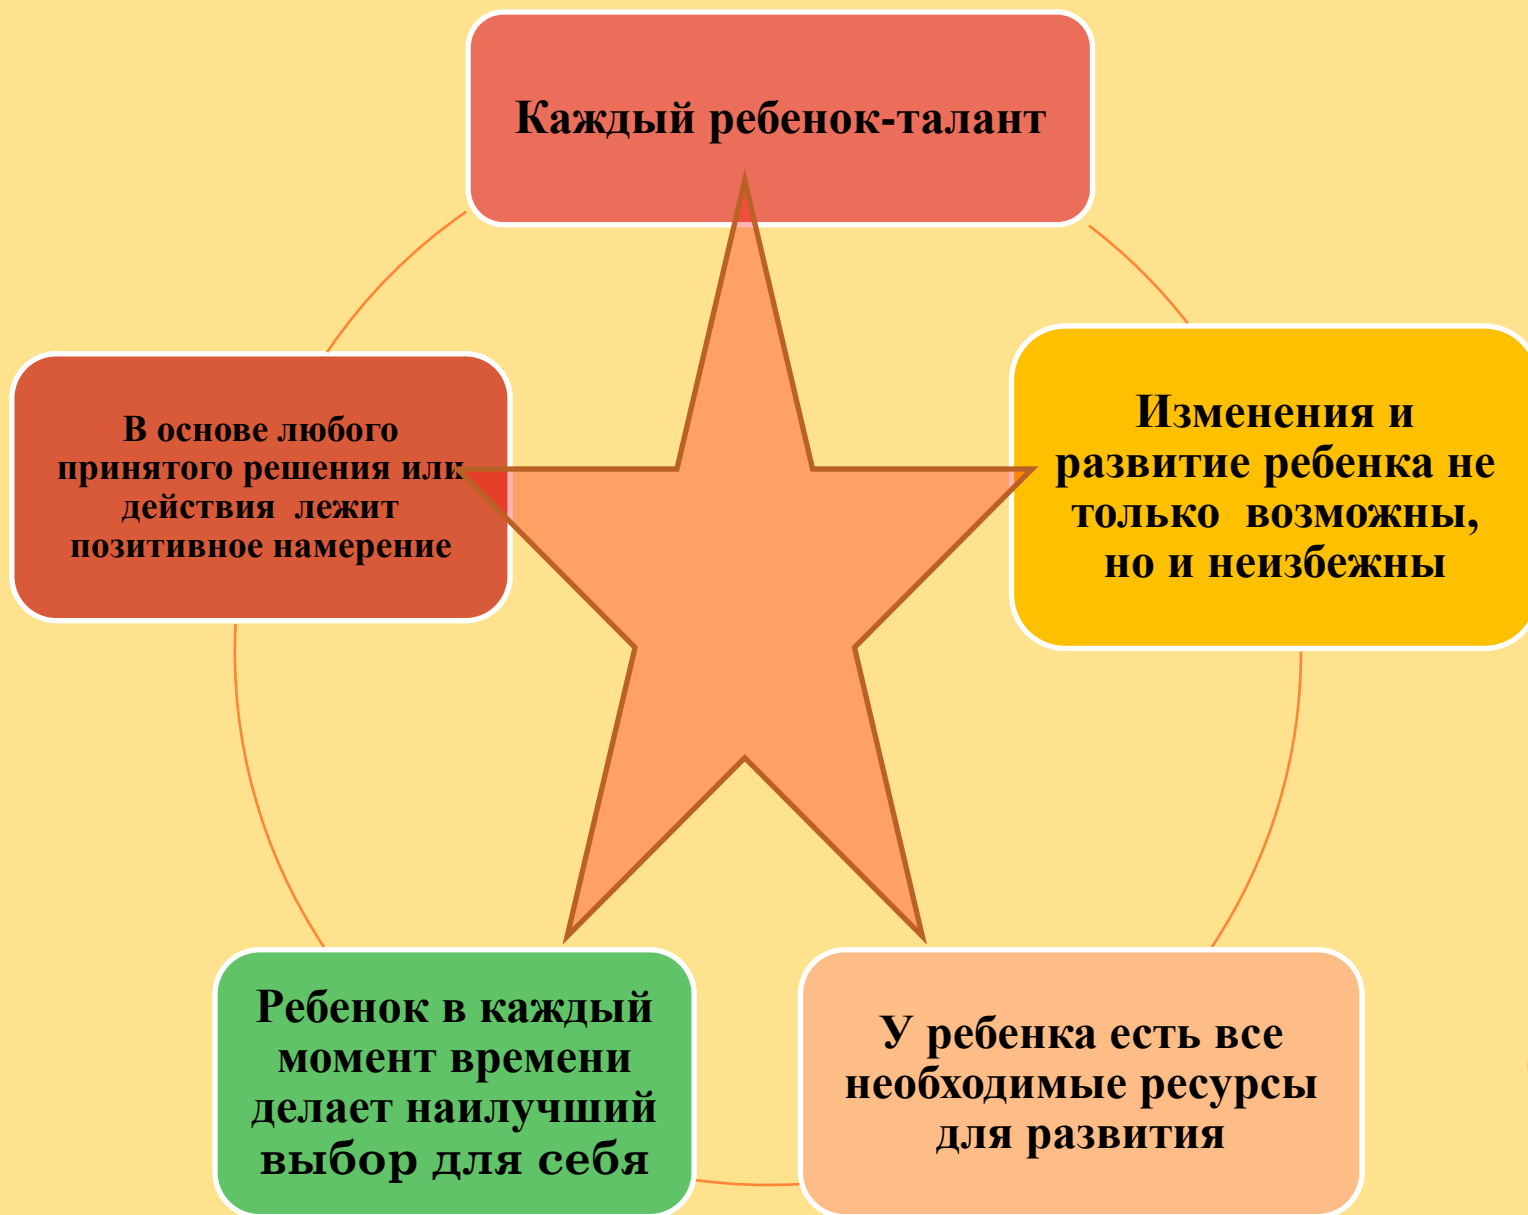 Каждый ребенок-талант
Изменения и
развитие ребенка не
только  возможны,
но и неизбежны
У ребенка есть все
необходимые ресурсы
для развития
Ребенок в каждый
момент времени
делает наилучший
выбор для себя
В основе любого
принятого решения или
действия  лежит
позитивное намерение